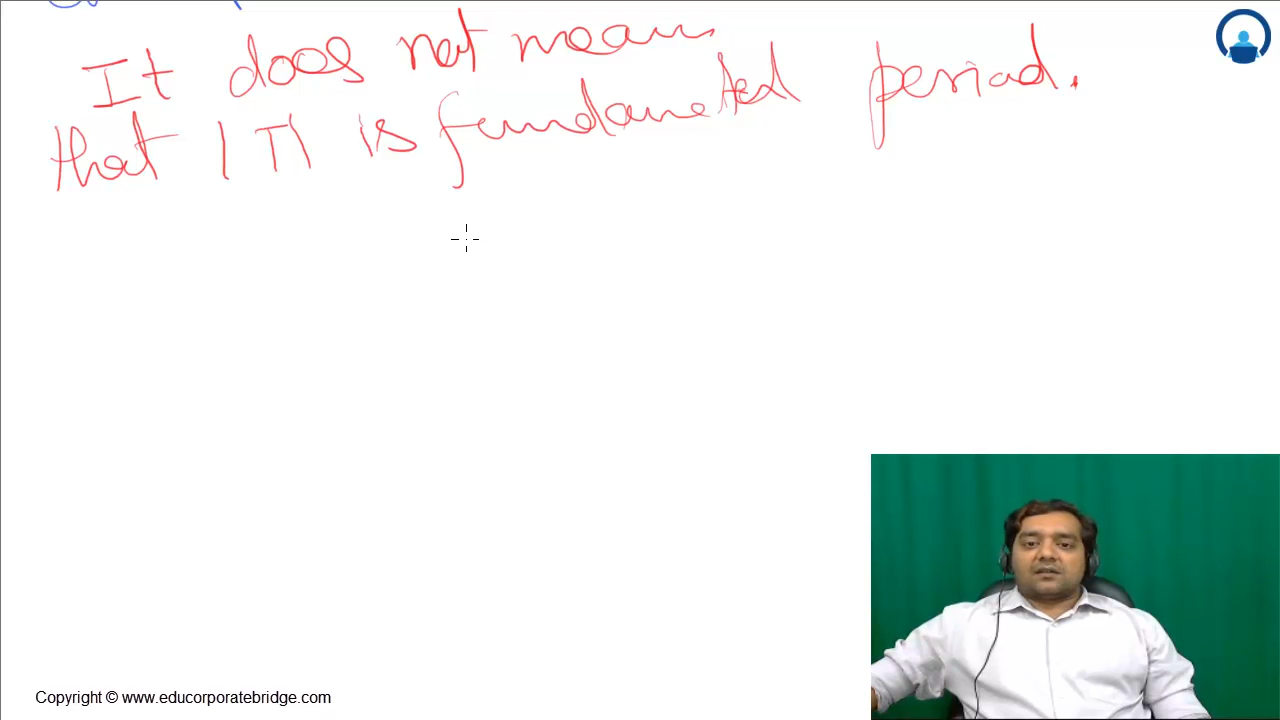 It does not mean
that |T| is fundamental period.
Copyright © www.educorporatebridge.com